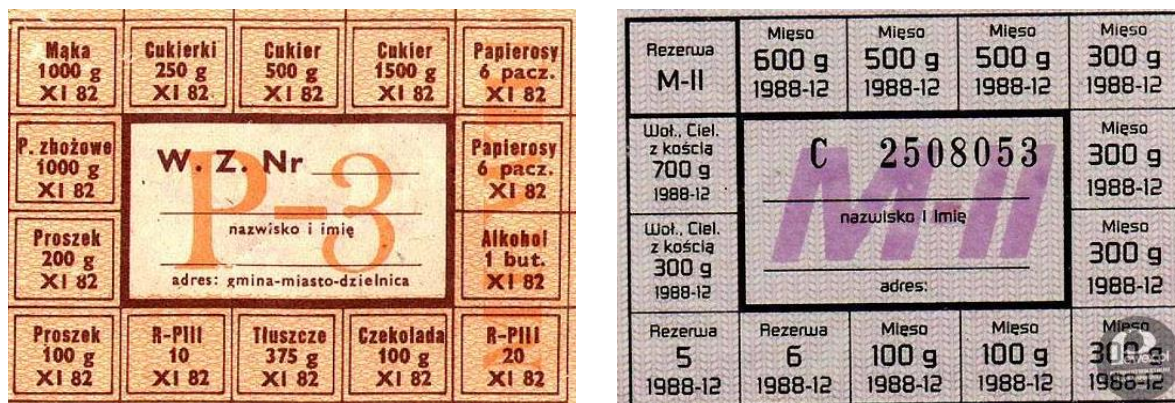 Mąka
1000 g
XI 82
Cukierki
250 g
XI 82
Cukier
500 g
XI 82
Cukier
1500 g
XI 82
Papierosy
6 pacz.
XI 82
P. zbożowe
1000 g
XI 82
W. Z. Nr
P-3
nazwisko i imię
adres: gmina-miasto-dzielnica
Papierosy
6 pacz.
XI 82
Proszek
200 g
XI 82
Alkohol
1 but.
XI 82
Proszek
100 g
XI 82
R-PIII
10
XI 82
Tłuszcze
375 g
XI 82
Czekolada
100 g
XI 82
R-PIII
20
XI 82
Rezerwa
M-II
Mięso
600 g
1988-12
Mięso
500 g
1988-12
Mięso
500 g
1988-12
Mięso
300 g
1988-12
Woł., Ciel.
z kością
700 g
1988-12
C 2508053
M-II
nazwisko i imię
adres:
Mięso
300 g
1988-12
Woł., Ciel.
z kością
300 g
1988-12
Mięso
300 g
1988-12
Rezerwa
5
1988-12
Rezerwa
6
1988-12
Mięso
100 g
1988-12
Mięso
100 g
1988-12
Mięso
300 g
1988-12